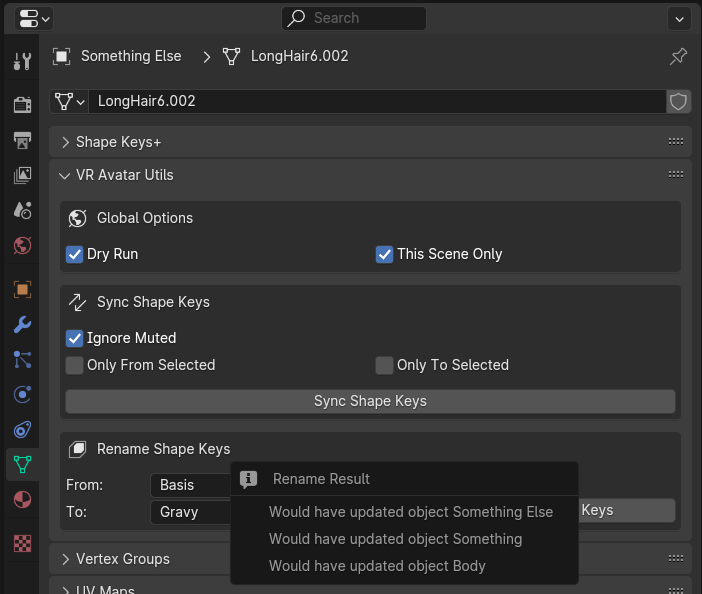 Search
Something Else > LongHair6.002
LongHair6.002
Shape Keys+
VR Avatar Utils
Global Options
Dry Run This Scene Only
Sync Shape Keys
Ignore Muted
Only From Selected Only To Selected
Sync Shape Keys
Rename Shape Keys
From: Basis
To: Gravy
Keys
Rename Result
Would have updated object Something Else
Would have updated object Something
Would have updated object Body
Vertex Groups
UV Maps